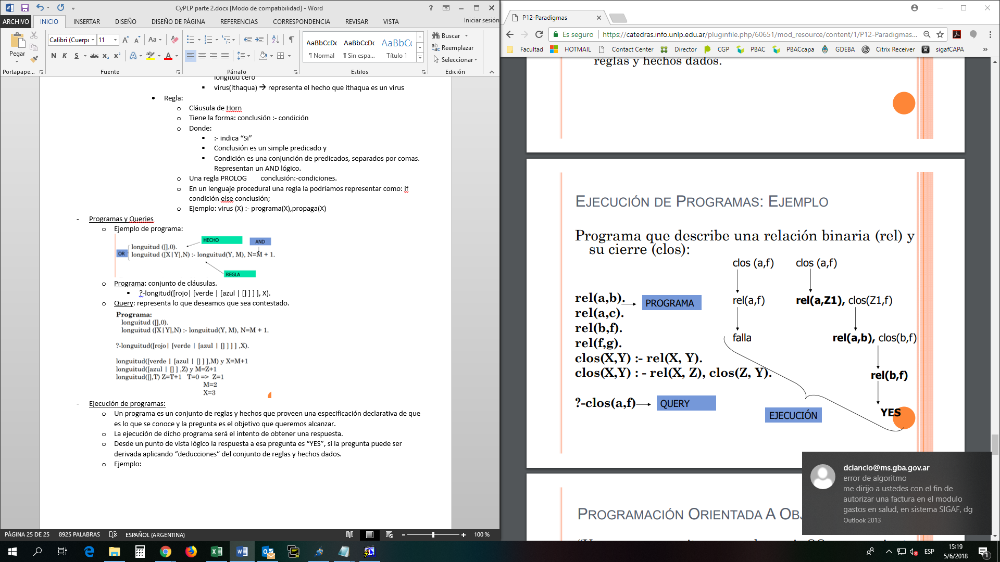 CyPLP parte 2.docx [Modo de compatibilidad] - Word
ARCHIVO INICIO INSERTAR DISEÑO DISEÑO DE PÁGINA REFERENCIAS CORRESPONDENCIA REVISAR VISTA Iniciar sesión
Pegar
Calibri (Cuerpo 11
N K S abc x₂ x²
AaBbCcDc AaBbCcDc AaBbCc
¶ Normal ¶ Sin espa... Título 1
Buscar
Reemplazar
Seleccionar
Portapape... Fuente Párrafo Estilos Edición
longitud cero
virus(ithaqua) → representa el hecho que ithaqua es un virus
Regla:
Cláusula de Horn
Tiene la forma: conclusión :- condición
Donde:
:- indica “Si”
Conclusión es un simple predicado y
Condición es una conjunción de predicados, separados por comas.
Representan un AND lógico.
Una regla PROLOG conclusión:-condiciones.
En un lenguaje procedural una regla la podríamos representar como: if
condición else conclusión;
Ejemplo: virus (X) :- programa(X),propaga(X)
- Programas y Queries
Ejemplo de programa:
HECHO
AND
OR
longuitud ([],0).
longuitud ([X|Y],N) :- longuitud(Y, M), N=M + 1.
REGLA
Programa: conjunto de cláusulas.
?-longitud([rojo| [verde | [azul | [] ] ] ], X).
Query: representa lo que deseamos que sea contestado.
Programa:
longuitud ([],0).
longuitud ([X|Y],N) :- longuitud(Y, M), N=M + 1.
?-longuitud([rojo| [verde | [azul | [] ] ] ] ,X).
longuitud([verde | [azul | [] ] ],M) y X=M+1
longuitud([azul | [] ] ,Z) y M=Z+1
longuitud([],T) Z=T+1 T=0 => Z=1
M=2
X=3
- Ejecución de programas:
Un programa es un conjunto de reglas y hechos que proveen una especificación declarativa de que
es lo que se conoce y la pregunta es el objetivo que queremos alcanzar.
La ejecución de dicho programa será el intento de obtener una respuesta.
Desde un punto de vista lógico la respuesta a esa pregunta es “YES”, si la pregunta puede ser
derivada aplicando “deducciones” del conjunto de reglas y hechos dados.
Ejemplo:
PÁGINA 25 DE 25 8925 PALABRAS ESPAÑOL (ARGENTINA) 100 %
P12-Paradigmas
Es seguro https://catedras.info.unlp.edu.ar/pluginfile.php/60651/mod_resource/content/1/P12-Paradigmas...
Facultad HOTMAIL Contact Center Director CGP PBAC PBACcapa GDEBA Citrix Receiver sigafCAPA »
reglas y hechos dados.
EJECUCIÓN DE PROGRAMAS: EJEMPLO
Programa que describe una relación binaria (rel) y
su cierre (clos):
clos (a,f) clos (a,f)
rel(a,b).
PROGRAMA
rel(a,f)
rel(a,Z1), clos(Z1,f)
rel(a,c).
rel(b,f).
rel(f,g).
falla
rel(a,b), clos(b,f)
clos(X,Y) :- rel(X, Y).
clos(X,Y) : - rel(X, Z), clos(Z, Y).
rel(b,f)
?-clos(a,f)
QUERY
EJECUCIÓN
YES
dciancio@ms.gba.gov.ar
error de algoritmo
me dirijo a ustedes con el fin de
autorizar una factura en el modulo
gastos en salud, en sistema SIGAF, dg
Outlook 2013
PROGRAMACIÓN ORIENTADA A
ESP
15:19
5/6/2018
1